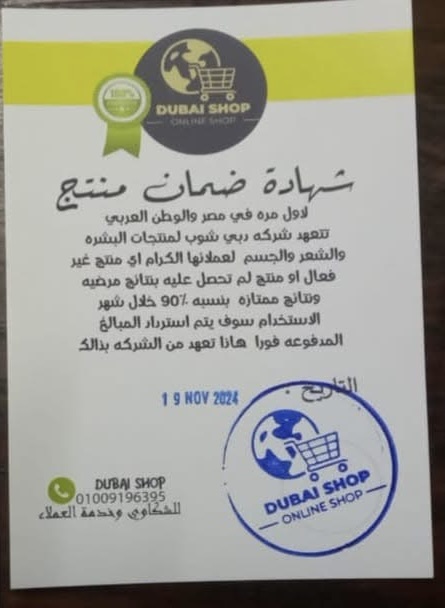 DUBAI SHOP
ONLINE SHOP
100%
شهادة ضمان منتج
لاول مره في مصر والوطن العربي
تتعهد شركه دبي شوب لمنتجات البشره
والشعر والجسم لعملائها الكرام اي منتج غير
فعال او منتج لم تحصل عليه بنتائج مرضيه
ونتائج ممتازه بنسبه 90٪ خلال شهر
الاستخدام سوف يتم استرداد المبالغ
المدفوعه فورا هاذا تعهد من الشركه بذالك
التاريخ :
19 NOV 2024
DUBAI SHOP
ONLINE SHOP
DUBAI SHOP
01009196395
للشكاوي وخدمة العملاء